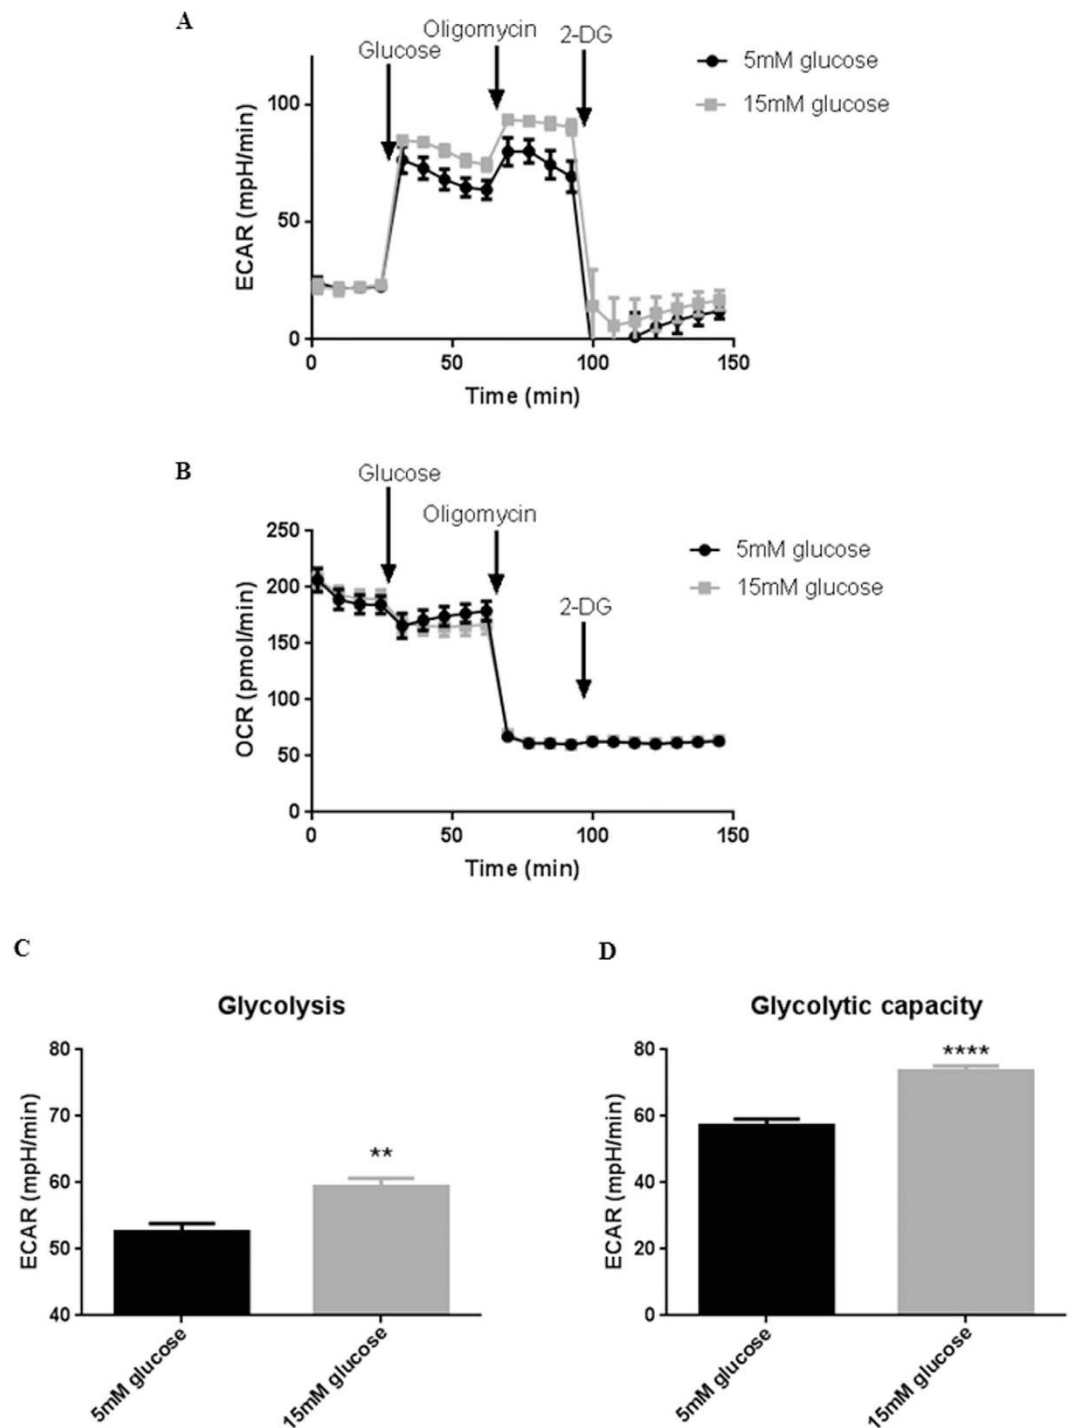 A
Glucose
Oligomycin
2-DG
5mM glucose
15mM glucose
ECAR (mpH/min)
100
50
0
0 50 100 150
Time (min)
B
Glucose
Oligomycin
2-DG
5mM glucose
15mM glucose
OCR (pmol/min)
250
200
150
100
50
0
0 50 100 150
Time (min)
C
Glycolysis
ECAR (mpH/min)
80
70
60
50
40
**
5mM glucose
15mM glucose
D
Glycolytic capacity
ECAR (mpH/min)
80
60
40
20
0
****
5mM glucose
15mM glucose